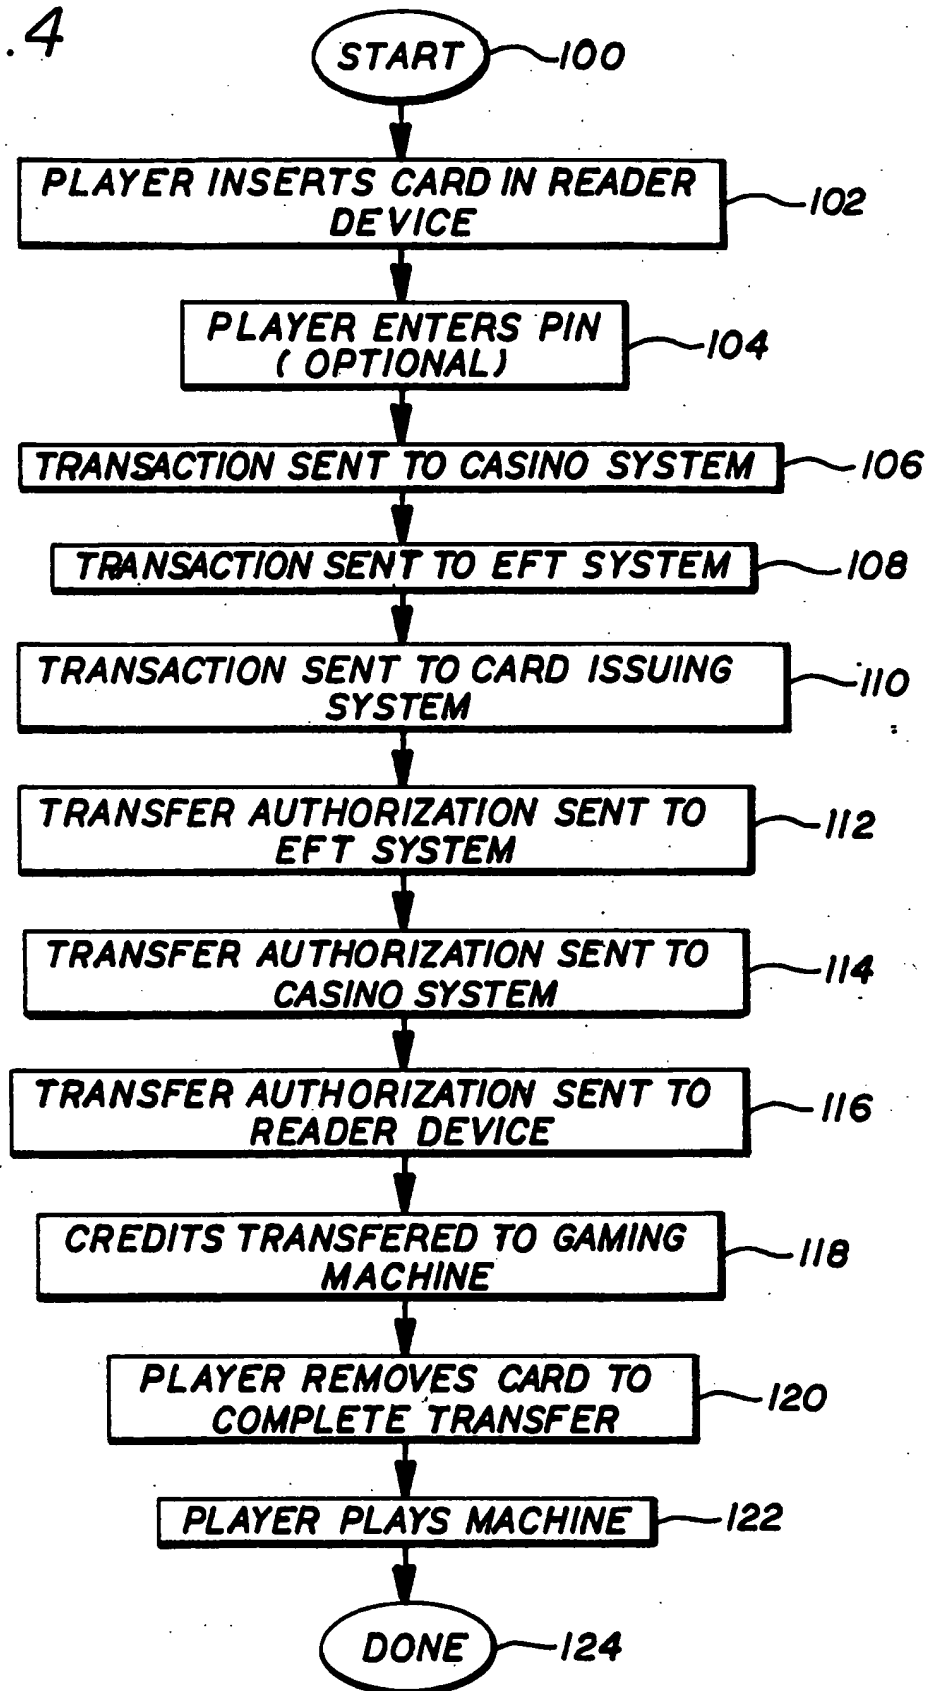 .4
START 100
PLAYER INSERTS CARD IN READER
DEVICE
102
PLAYER ENTERS PIN
(OPTIONAL)
104
TRANSACTION SENT TO CASINO SYSTEM 106
TRANSACTION SENT TO EFT SYSTEM 108
TRANSACTION SENT TO CARD ISSUING
SYSTEM
110
TRANSFER AUTHORIZATION SENT TO
EFT SYSTEM
112
TRANSFER AUTHORIZATION SENT TO
CASINO SYSTEM
114
TRANSFER AUTHORIZATION SENT TO
READER DEVICE
116
CREDITS TRANSFERED TO GAMING
MACHINE
118
PLAYER REMOVES CARD TO
COMPLETE TRANSFER
120
PLAYER PLAYS MACHINE 122
DONE 124